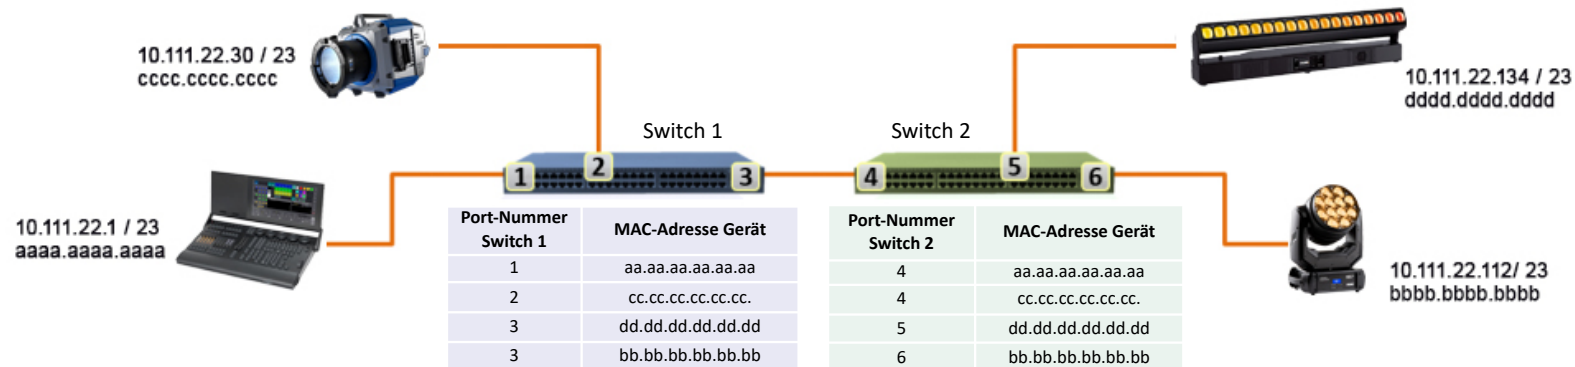 10.111.22.30 / 23
cccc.cccc.cccc
10.111.22.134 / 23
dddd.dddd.dddd
Switch 1
Switch 2
1
2
3
4
5
6
10.111.22.1 / 23
aaaa.aaaa.aaaa
10.111.22.112/ 23
bbbb.bbbb.bbbb
Port-Nummer
Switch 1
MAC-Adresse Gerät
1 aa.aa.aa.aa.aa.aa
2 cc.cc.cc.cc.cc.cc.
3 dd.dd.dd.dd.dd.dd
3 bb.bb.bb.bb.bb.bb
Port-Nummer
Switch 2
MAC-Adresse Gerät
4 aa.aa.aa.aa.aa.aa
4 cc.cc.cc.cc.cc.cc.
5 dd.dd.dd.dd.dd.dd
6 bb.bb.bb.bb.bb.bb